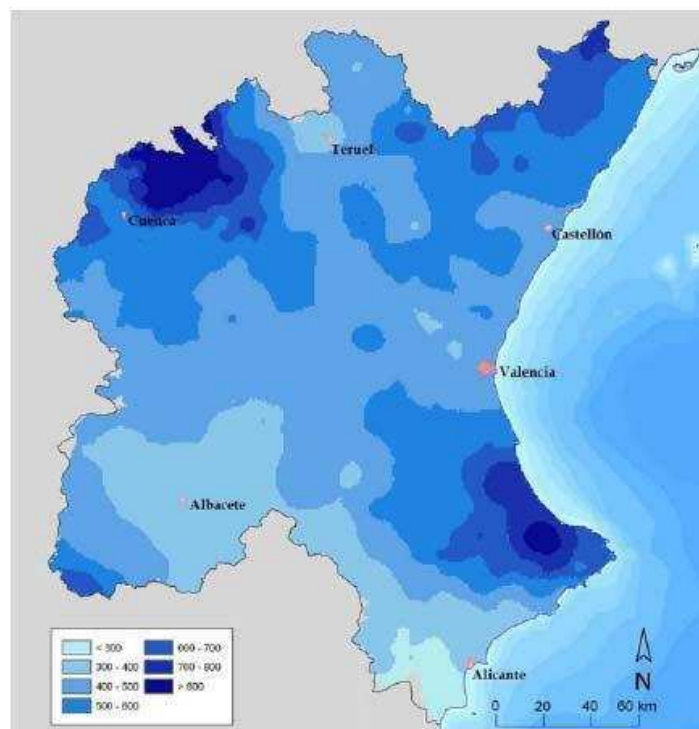 Teruel
Cuenca
Castellón
Valencia
Albacete
Alicante
< 300
300 - 400
400 - 500
500 - 600
600 - 700
700 - 800
> 800
N
0 20 40 60 km